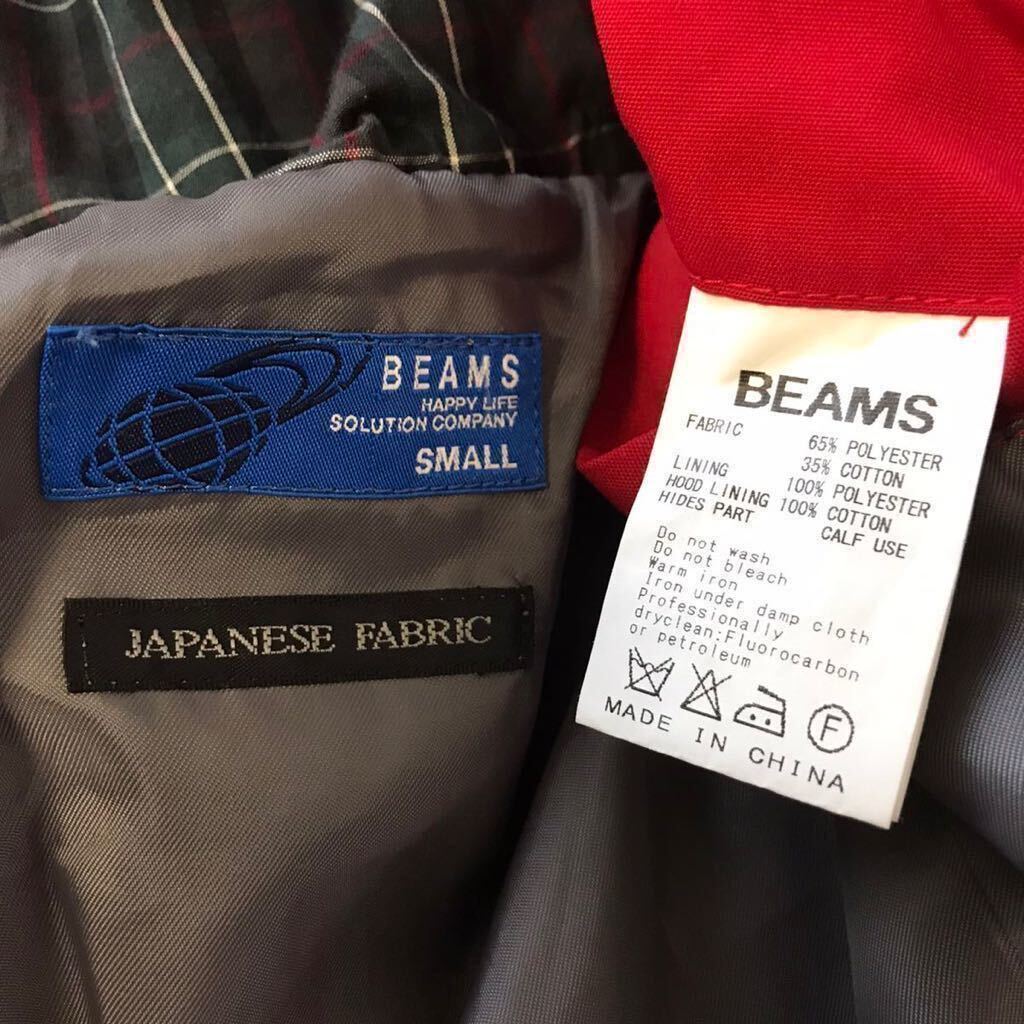 BEAMS
HAPPY LIFE
SOLUTION COMPANY
SMALL
JAPANESE FABRIC
BEAMS
FABRIC 65% POLYESTER
35% COTTON
LINING 100% POLYESTER
HOOD LINING 100% COTTON
HIDES PART CALF USE
Do not wash
Do not bleach
Warm iron
Iron under damp cloth
Professionally
dryclean:Fluorocarbon
or petroleum
F
MADE IN CHINA